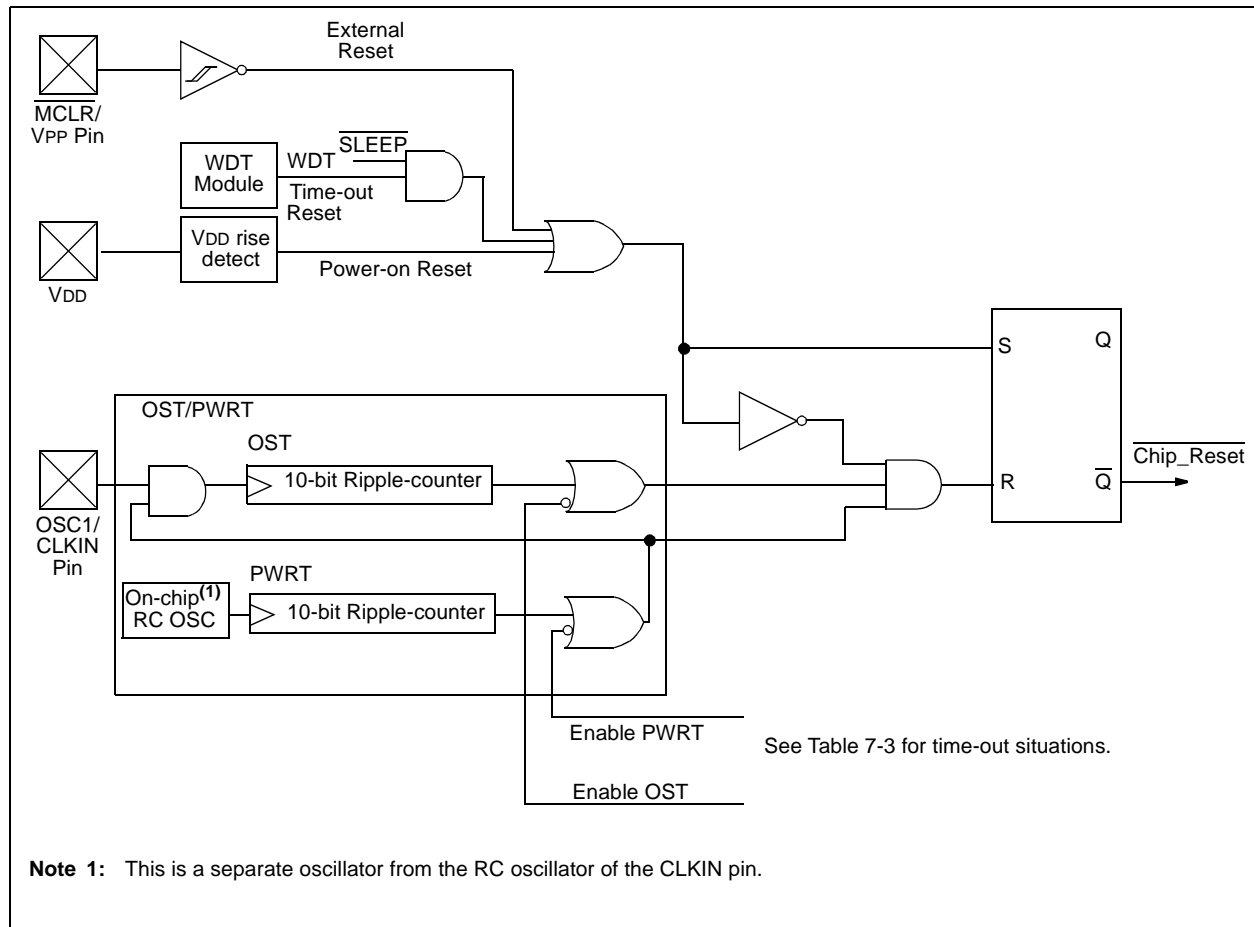 External
Reset
MCLR/
VPP Pin
SLEEP
WDT
Module
WDT
Time-out
Reset
VDD rise
detect
Power-on Reset
VDD
S
Q
OST/PWRT
OST
10-bit Ripple-counter
Chip_Reset
R
Q
OSC1/
CLKIN
Pin
PWRT
On-chip(1)
RC OSC
10-bit Ripple-counter
Enable PWRT
See Table 7-3 for time-out situations.
Enable OST
Note 1: This is a separate oscillator from the RC oscillator of the CLKIN pin.